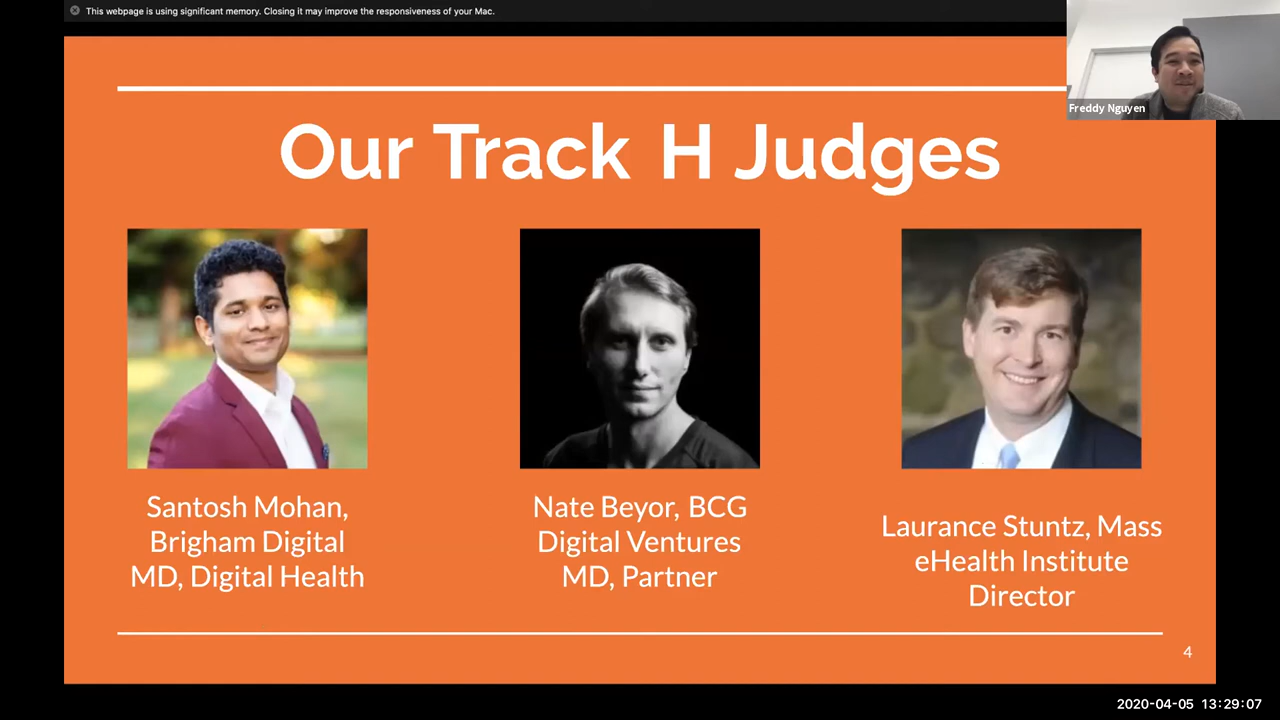 This webpage is using significant memory. Closing it may improve the responsiveness of your Mac.
Freddy Nguyen
Our Track H Judges
Santosh Mohan,
Brigham Digital
MD, Digital Health
Nate Beyor, BCG
Digital Ventures
MD, Partner
Laurance Stuntz, Mass
eHealth Institute
Director
4
2020-04-05 13:29:07